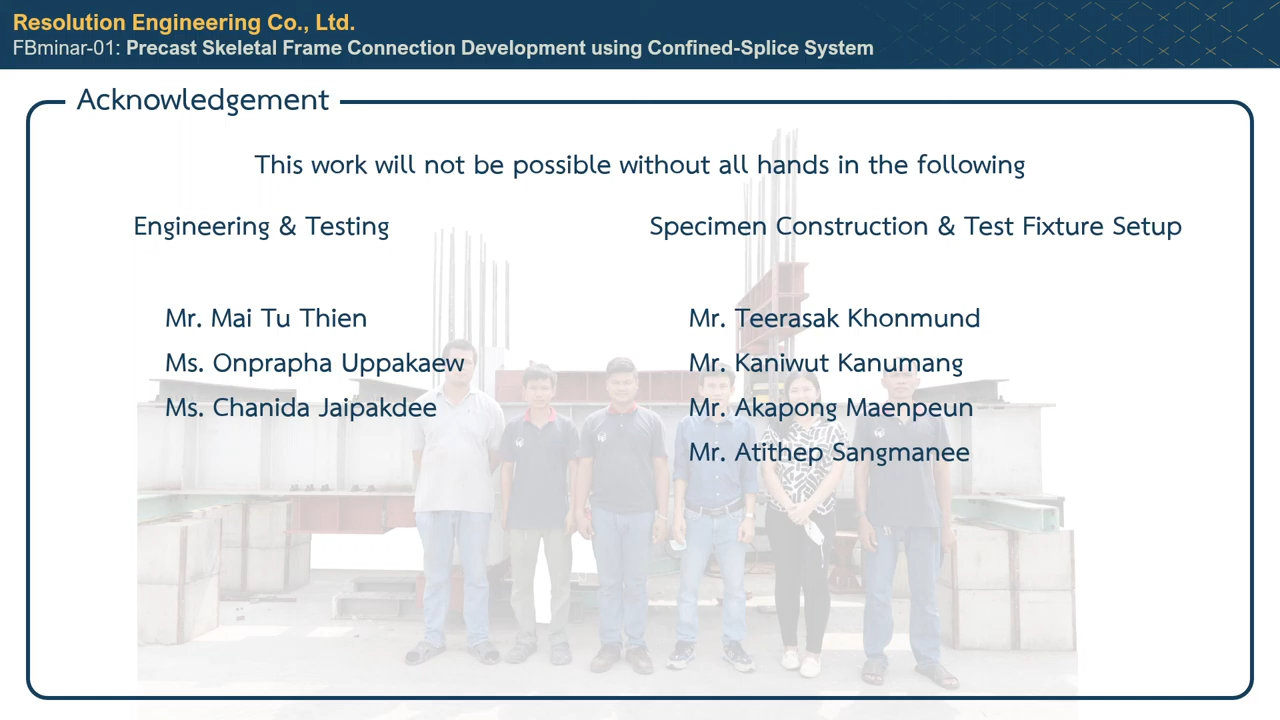 Resolution Engineering Co., Ltd.
FBminar-01: Precast Skeletal Frame Connection Development using Confined-Splice System
Acknowledgement
This work will not be possible without all hands in the following
Engineering & Testing
Mr. Mai Tu Thien
Ms. Onprapha Uppakaew
Ms. Chanida Jaipakdee
Specimen Construction & Test Fixture Setup
Mr. Teerasak Khonmund
Mr. Kaniwut Kanumang
Mr. Akapong Maenpeun
Mr. Atithep Sangmanee